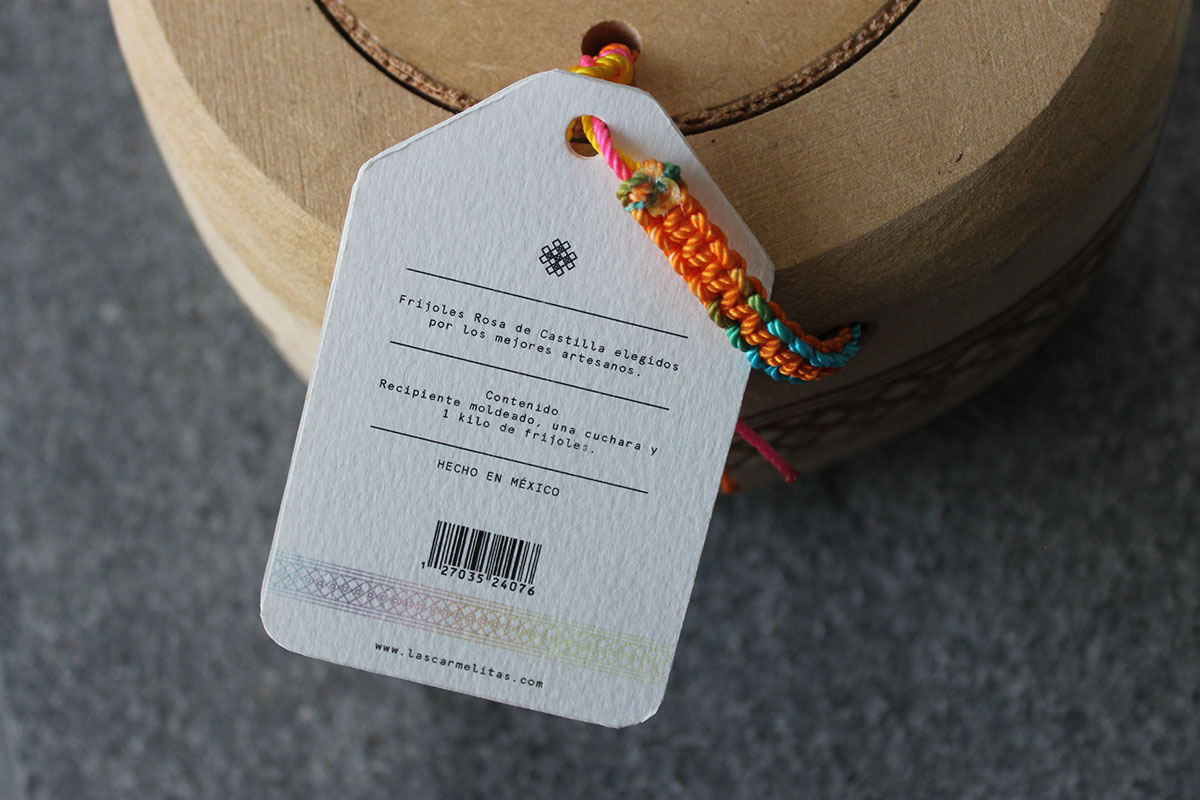 Frijoles Rosa de Castilla elegidos
por los mejores artesanos.
Contenido
Recipiente moldeado, una cuchara y
1 kilo de frijoles.
HECHO EN MÉXICO
1 27035 24076
www.lascarmelitas.com